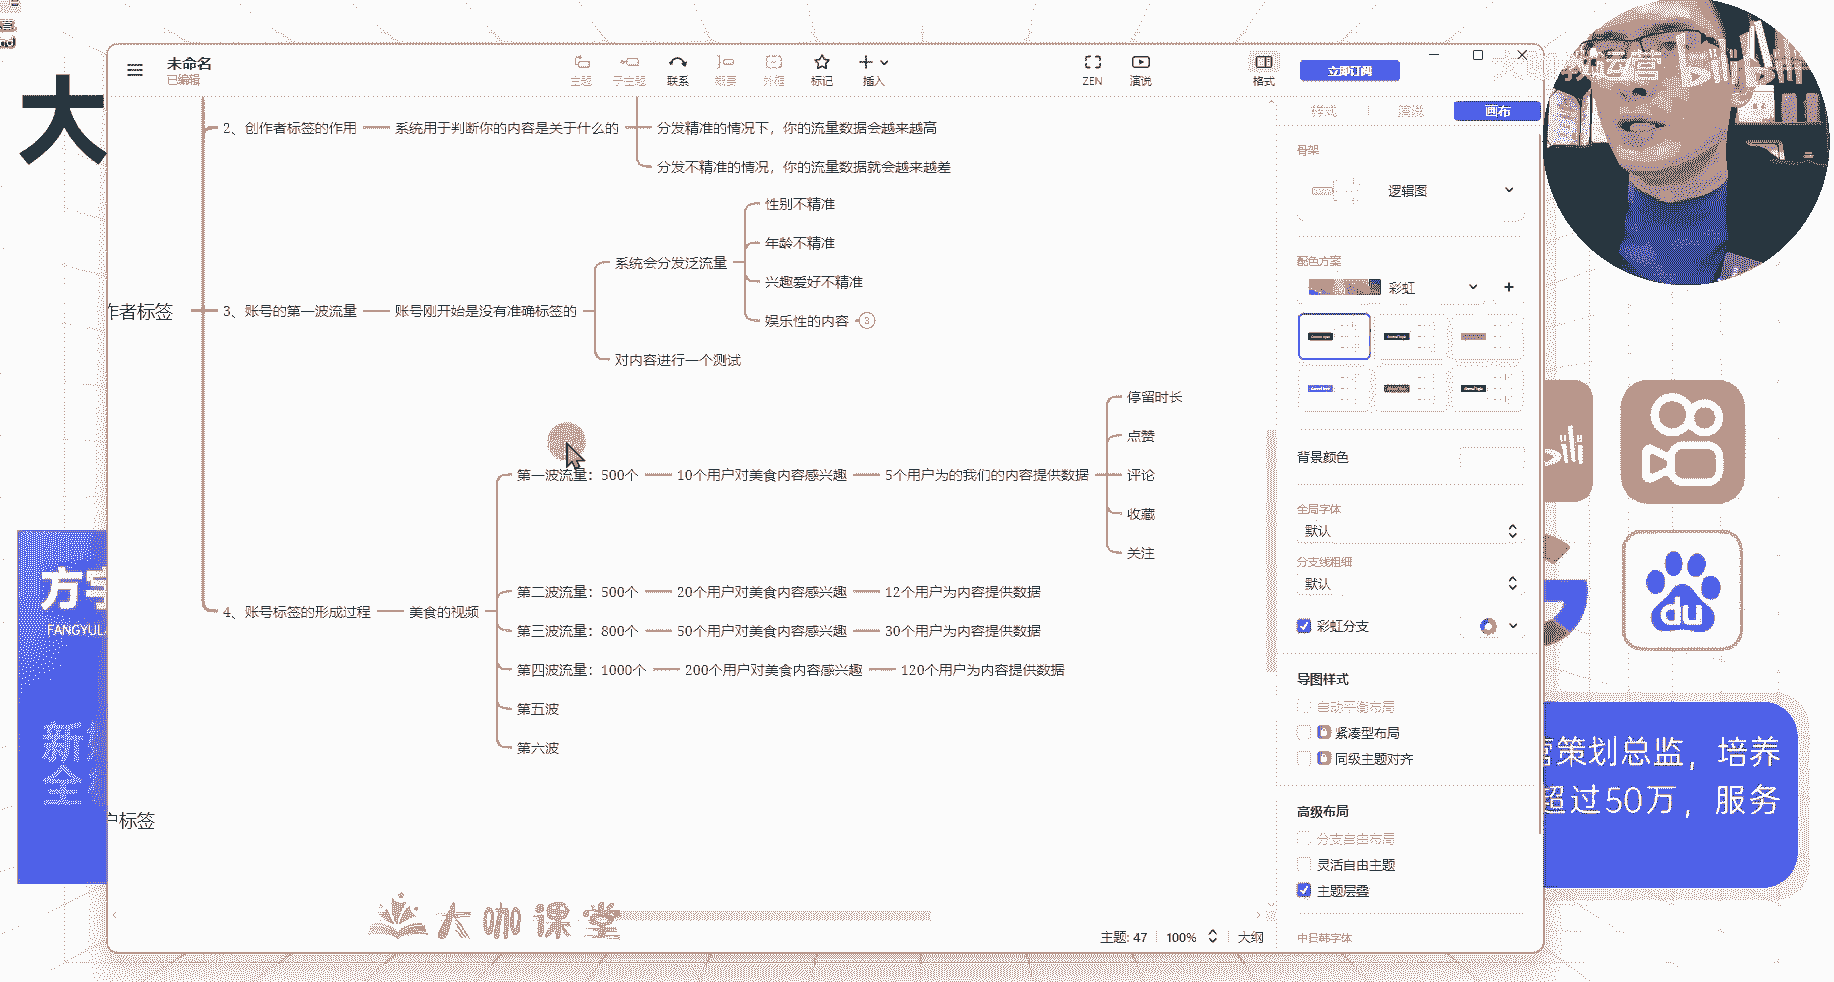 未命名
已编辑
主题
子主题
联系
概要
外框
标记
插入
ZEN
演说
格式
立即订阅
教运营
bilibili
大
2、创作者标签的作用
系统用于判断你的内容是关于什么的
分发精准的情况下，你的流量数据会越来越高
分发不精准的情况，你的流量数据就会越来越差
作者标签
3、账号的第一波流量
账号刚开始是没有准确标签的
系统会分发泛流量
性别不精准
年龄不精准
兴趣爱好不精准
娱乐性的内容
3
对内容进行一个测试
4、账号标签的形成过程
美食的视频
第一波流量：500个
10个用户对美食内容感兴趣
5个用户为的我们的内容提供数据
停留时长
点赞
评论
收藏
关注
第二波流量：500个
20个用户对美食内容感兴趣
12个用户为内容提供数据
第三波流量：800个
50个用户对美食内容感兴趣
30个用户为内容提供数据
第四波流量：1000个
200个用户对美食内容感兴趣
120个用户为内容提供数据
第五波
第六波
户标签
大咖课堂
主题: 47
100%
大纲
样式
演说
画布
骨架
逻辑图
配色方案
彩虹
背景颜色
全局字体
默认
分支线粗细
默认
彩虹分支
导图样式
自动平衡布局
紧凑型布局
同级主题对齐
高级布局
分支自由布局
灵活自由主题
主题层叠
中日韩字体
方宇
FANGYUL
新
全
du
营策划总监，培养
超过50万，服务